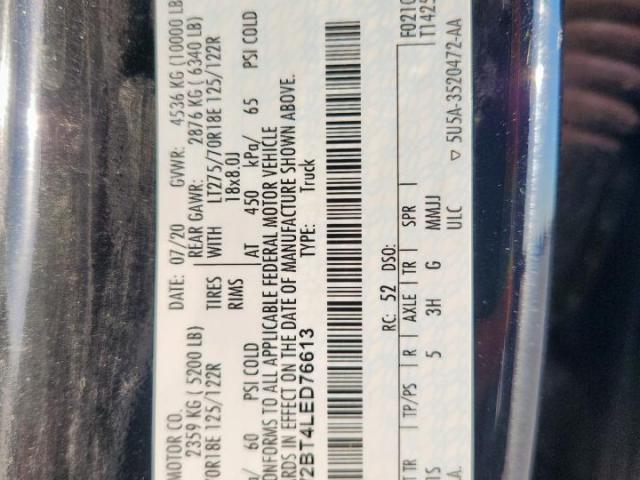 MOTOR CO. DATE: 07/20 GVWR: 4536 KG (10000 LB
2359 KG ( 5200 LB) REAR GAWR: 2876 KG ( 6340 LB)
70R18E 125/122R TIRES WITH LT275/70R18E 125/122R
RIMS 18x8.0J
/ 60 PSI COLD AT 450 kPa/ 65 PSI COLD
ONFORMS TO ALL APPLICABLE FEDERAL MOTOR VEHICLE
ARDS IN EFFECT ON THE DATE OF MANUFACTURE SHOWN ABOVE.
72BT4LED76613 TYPE: Truck
F0210
T1425
RC: 52 DSO:
TR TP/PS R AXLE TR SPR
1S 5 3H G MMJJ
.A. ULC ▽ 5U5A-3520472-AA